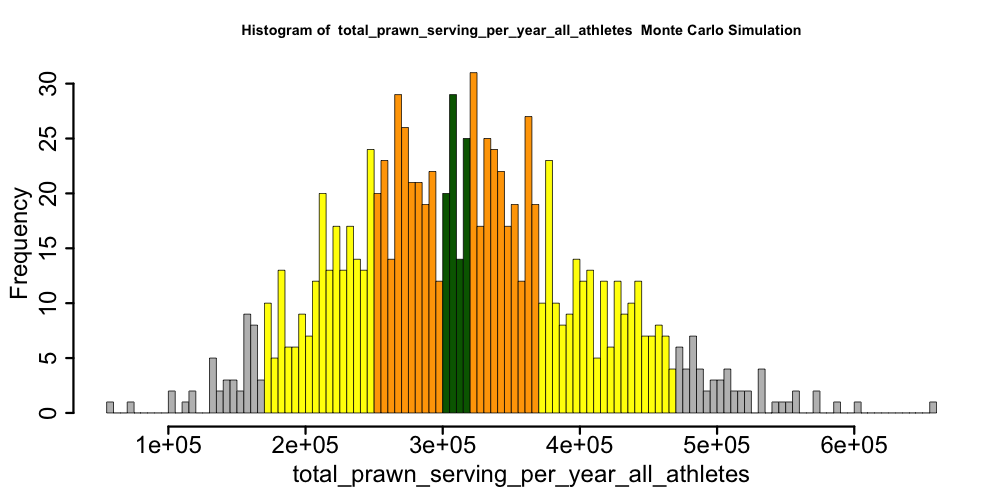 Histogram of  total_prawn_serving_per_year_all_athletes  Monte Carlo Simulation
Frequency
30
25
20
15
10
5
0
1e+05 2e+05 3e+05 4e+05 5e+05 6e+05
total_prawn_serving_per_year_all_athletes